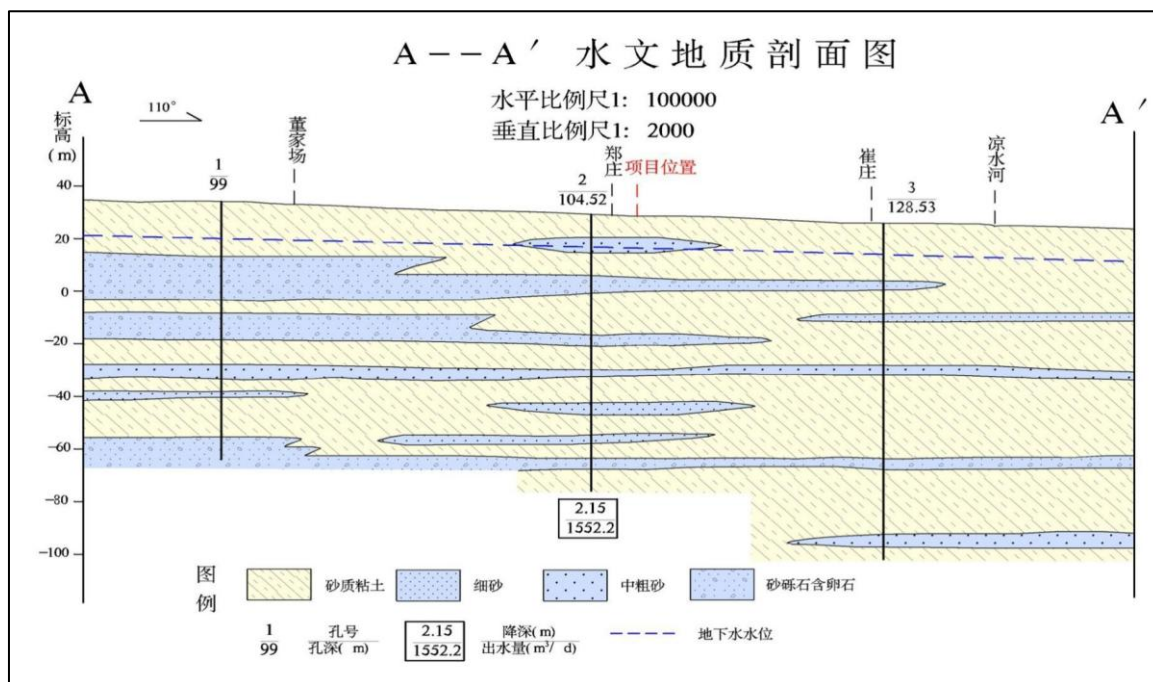 A——A′ 水文地质剖面图
水平比例尺1: 100000
垂直比例尺1: 2000
A
A′
标高
(m)
110°
董家场
郑庄
项目位置
崔庄
凉水河
1
99
2
104.52
3
128.53
40
20
0
−20
−40
−60
−80
−100
2.15
1552.2
图例
砂质粘土
细砂
中粗砂
砂砾石含卵石
1 孔号
99 孔深( m)
2.15 降深(m)
1552.2 出水量(m³/ d)
地下水水位